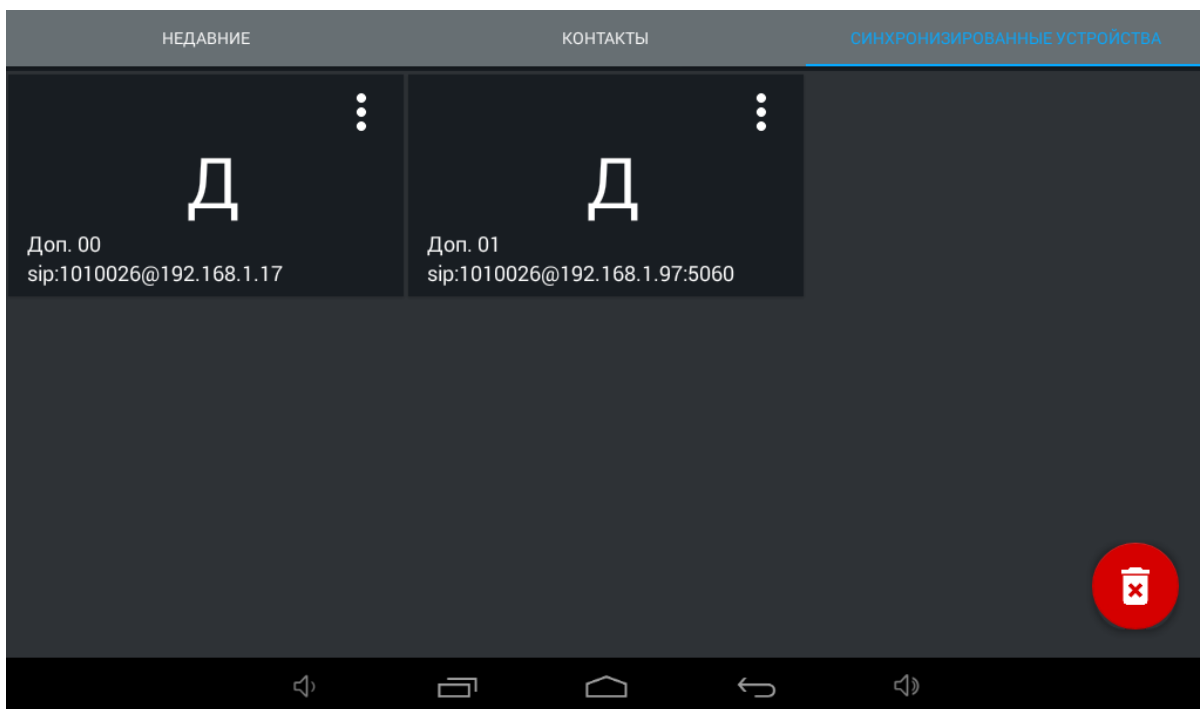 НЕДАВНИЕ
КОНТАКТЫ
СИНХРОНИЗИРОВАННЫЕ УСТРОЙСТВА
Д
Доп. 00
sip:1010026@192.168.1.17
Д
Доп. 01
sip:1010026@192.168.1.97:5060